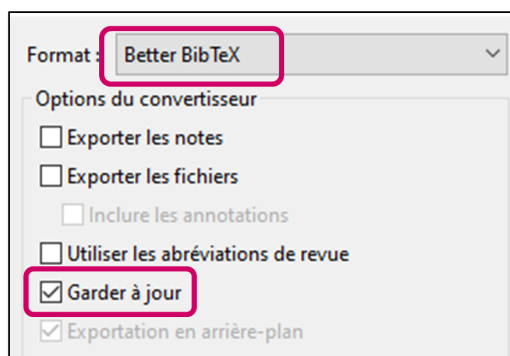 Format : Better BibTeX
Options du convertisseur
Exporter les notes
Exporter les fichiers
Inclure les annotations
Utiliser les abréviations de revue
Garder à jour
Exportation en arrière-plan